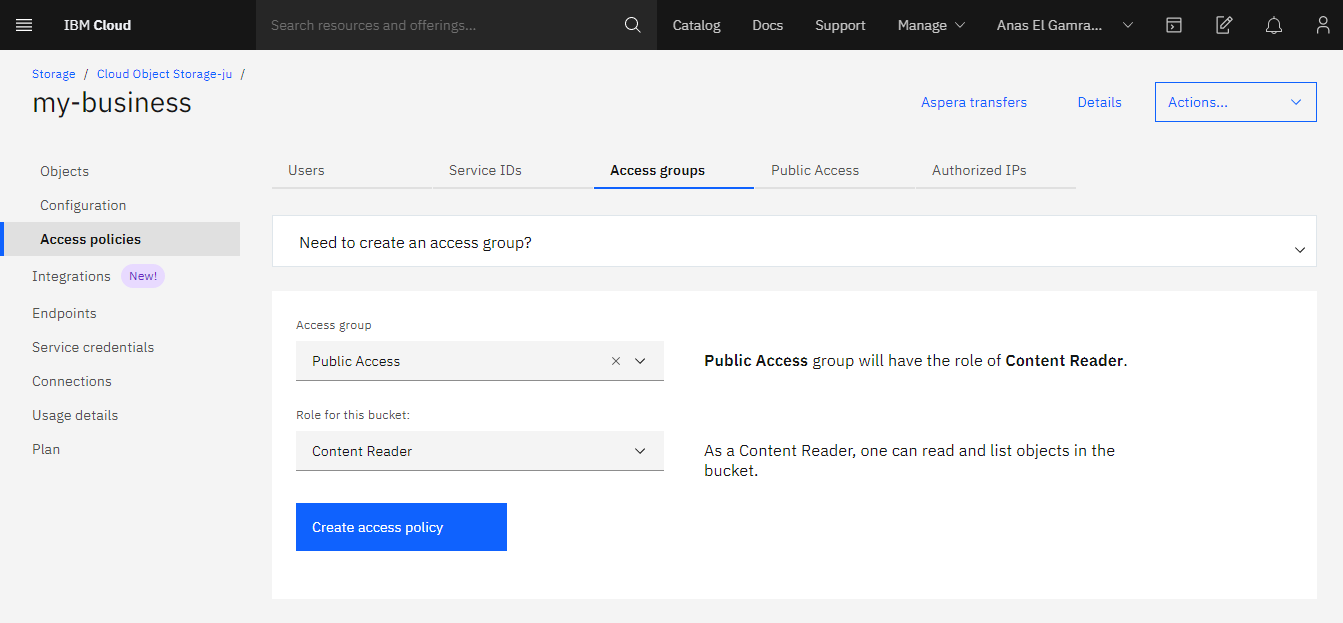 IBM Cloud
Search resources and offerings...
Catalog
Docs
Support
Manage
Anas El Gamra...
Storage / Cloud Object Storage-ju /
my-business
Aspera transfers
Details
Actions...
Objects
Configuration
Access policies
Integrations New!
Endpoints
Service credentials
Connections
Usage details
Plan
Users
Service IDs
Access groups
Public Access
Authorized IPs
Need to create an access group?
Access group
Public Access
Public Access group will have the role of Content Reader.
Role for this bucket:
Content Reader
As a Content Reader, one can read and list objects in the
bucket.
Create access policy